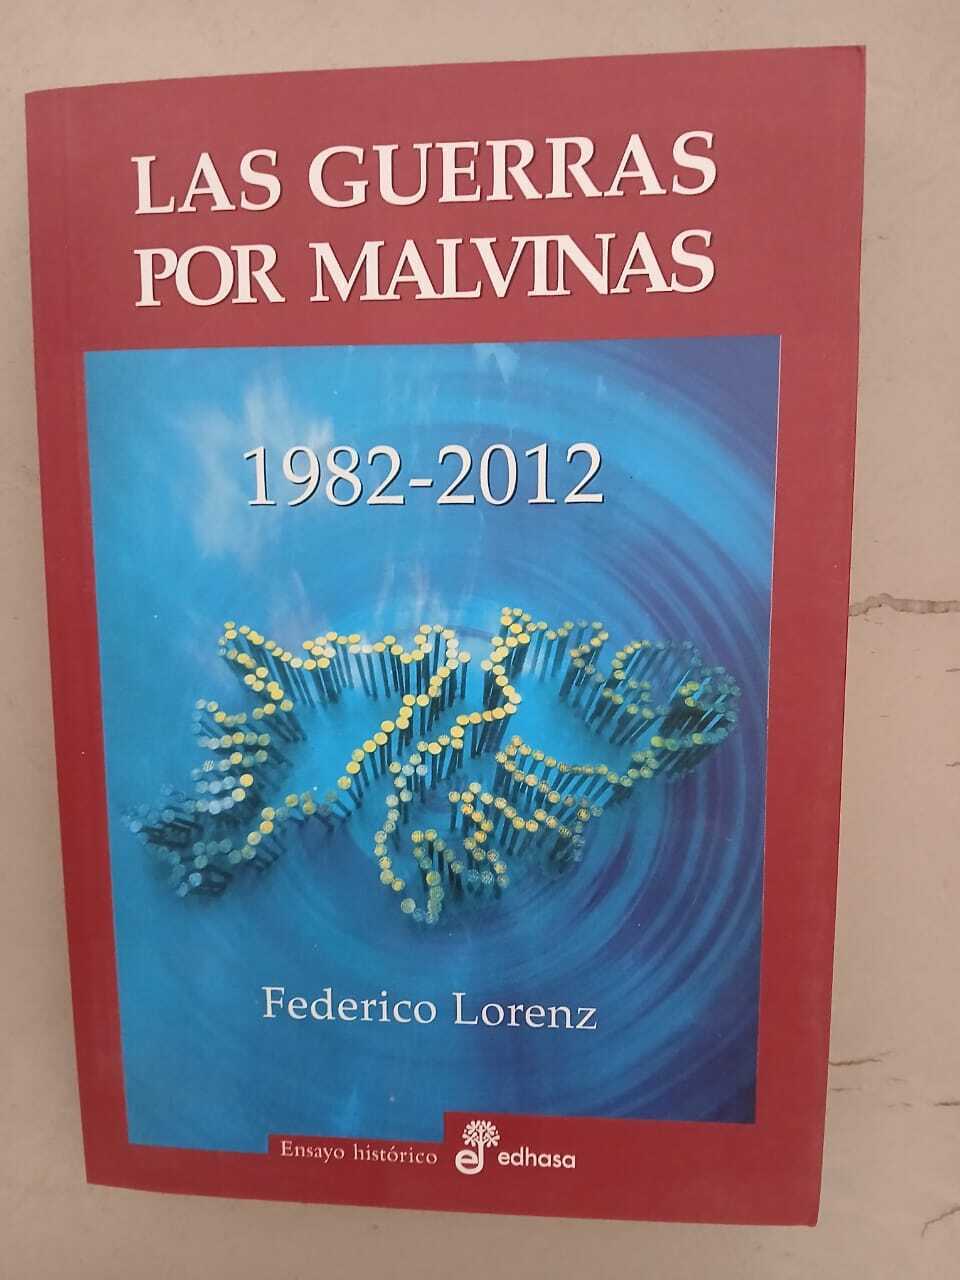 LAS GUERRAS
POR MALVINAS
1982-2012
Federico Lorenz
Ensayo histórico
edhasa